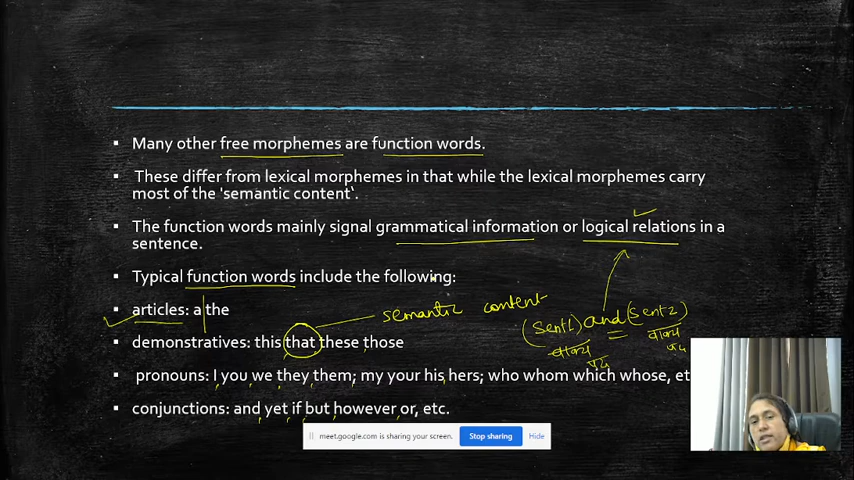 Many other free morphemes are function words.
These differ from lexical morphemes in that while the lexical morphemes carry
most of the 'semantic content'.
The function words mainly signal grammatical information or logical relations in a
sentence.
Typical function words include the following:
articles: a the
semantic content
(Sent1) and (Sent2)
demonstratives: this that these those
pronouns: I you we they them; my your his hers; who whom which whose, et
conjunctions: and yet if but however or, etc.
meet.google.com is sharing your screen. Stop sharing Hide